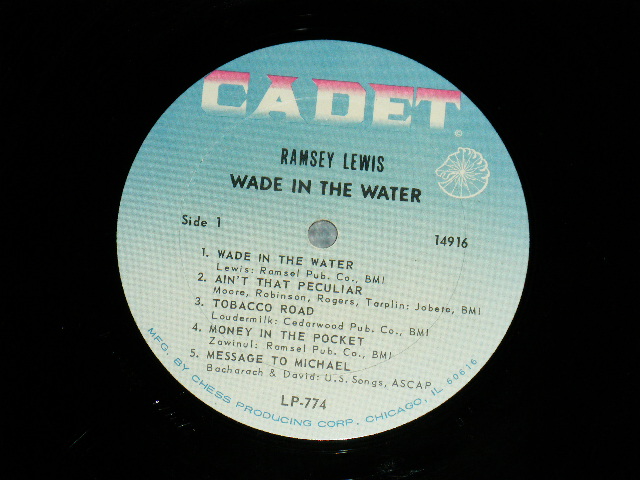 CADET
©
RAMSEY LEWIS
WADE IN THE WATER
Side 1
14916
1. WADE IN THE WATER
Lewis: Ramsel Pub. Co., BMI
2. AIN'T THAT PECULIAR
Moore, Robinson, Rogers, Tarplin: Jobete, BMI
3. TOBACCO ROAD
Loudermilk: Cedarwood Pub. Co., BMI
4. MONEY IN THE POCKET
Zawinul: Ramsel Pub. Co., BMI
5. MESSAGE TO MICHAEL
Bacharach & David: U.S. Songs, ASCAP
LP-774
MFG. BY CHESS PRODUCING CORP. CHICAGO, IL 60616